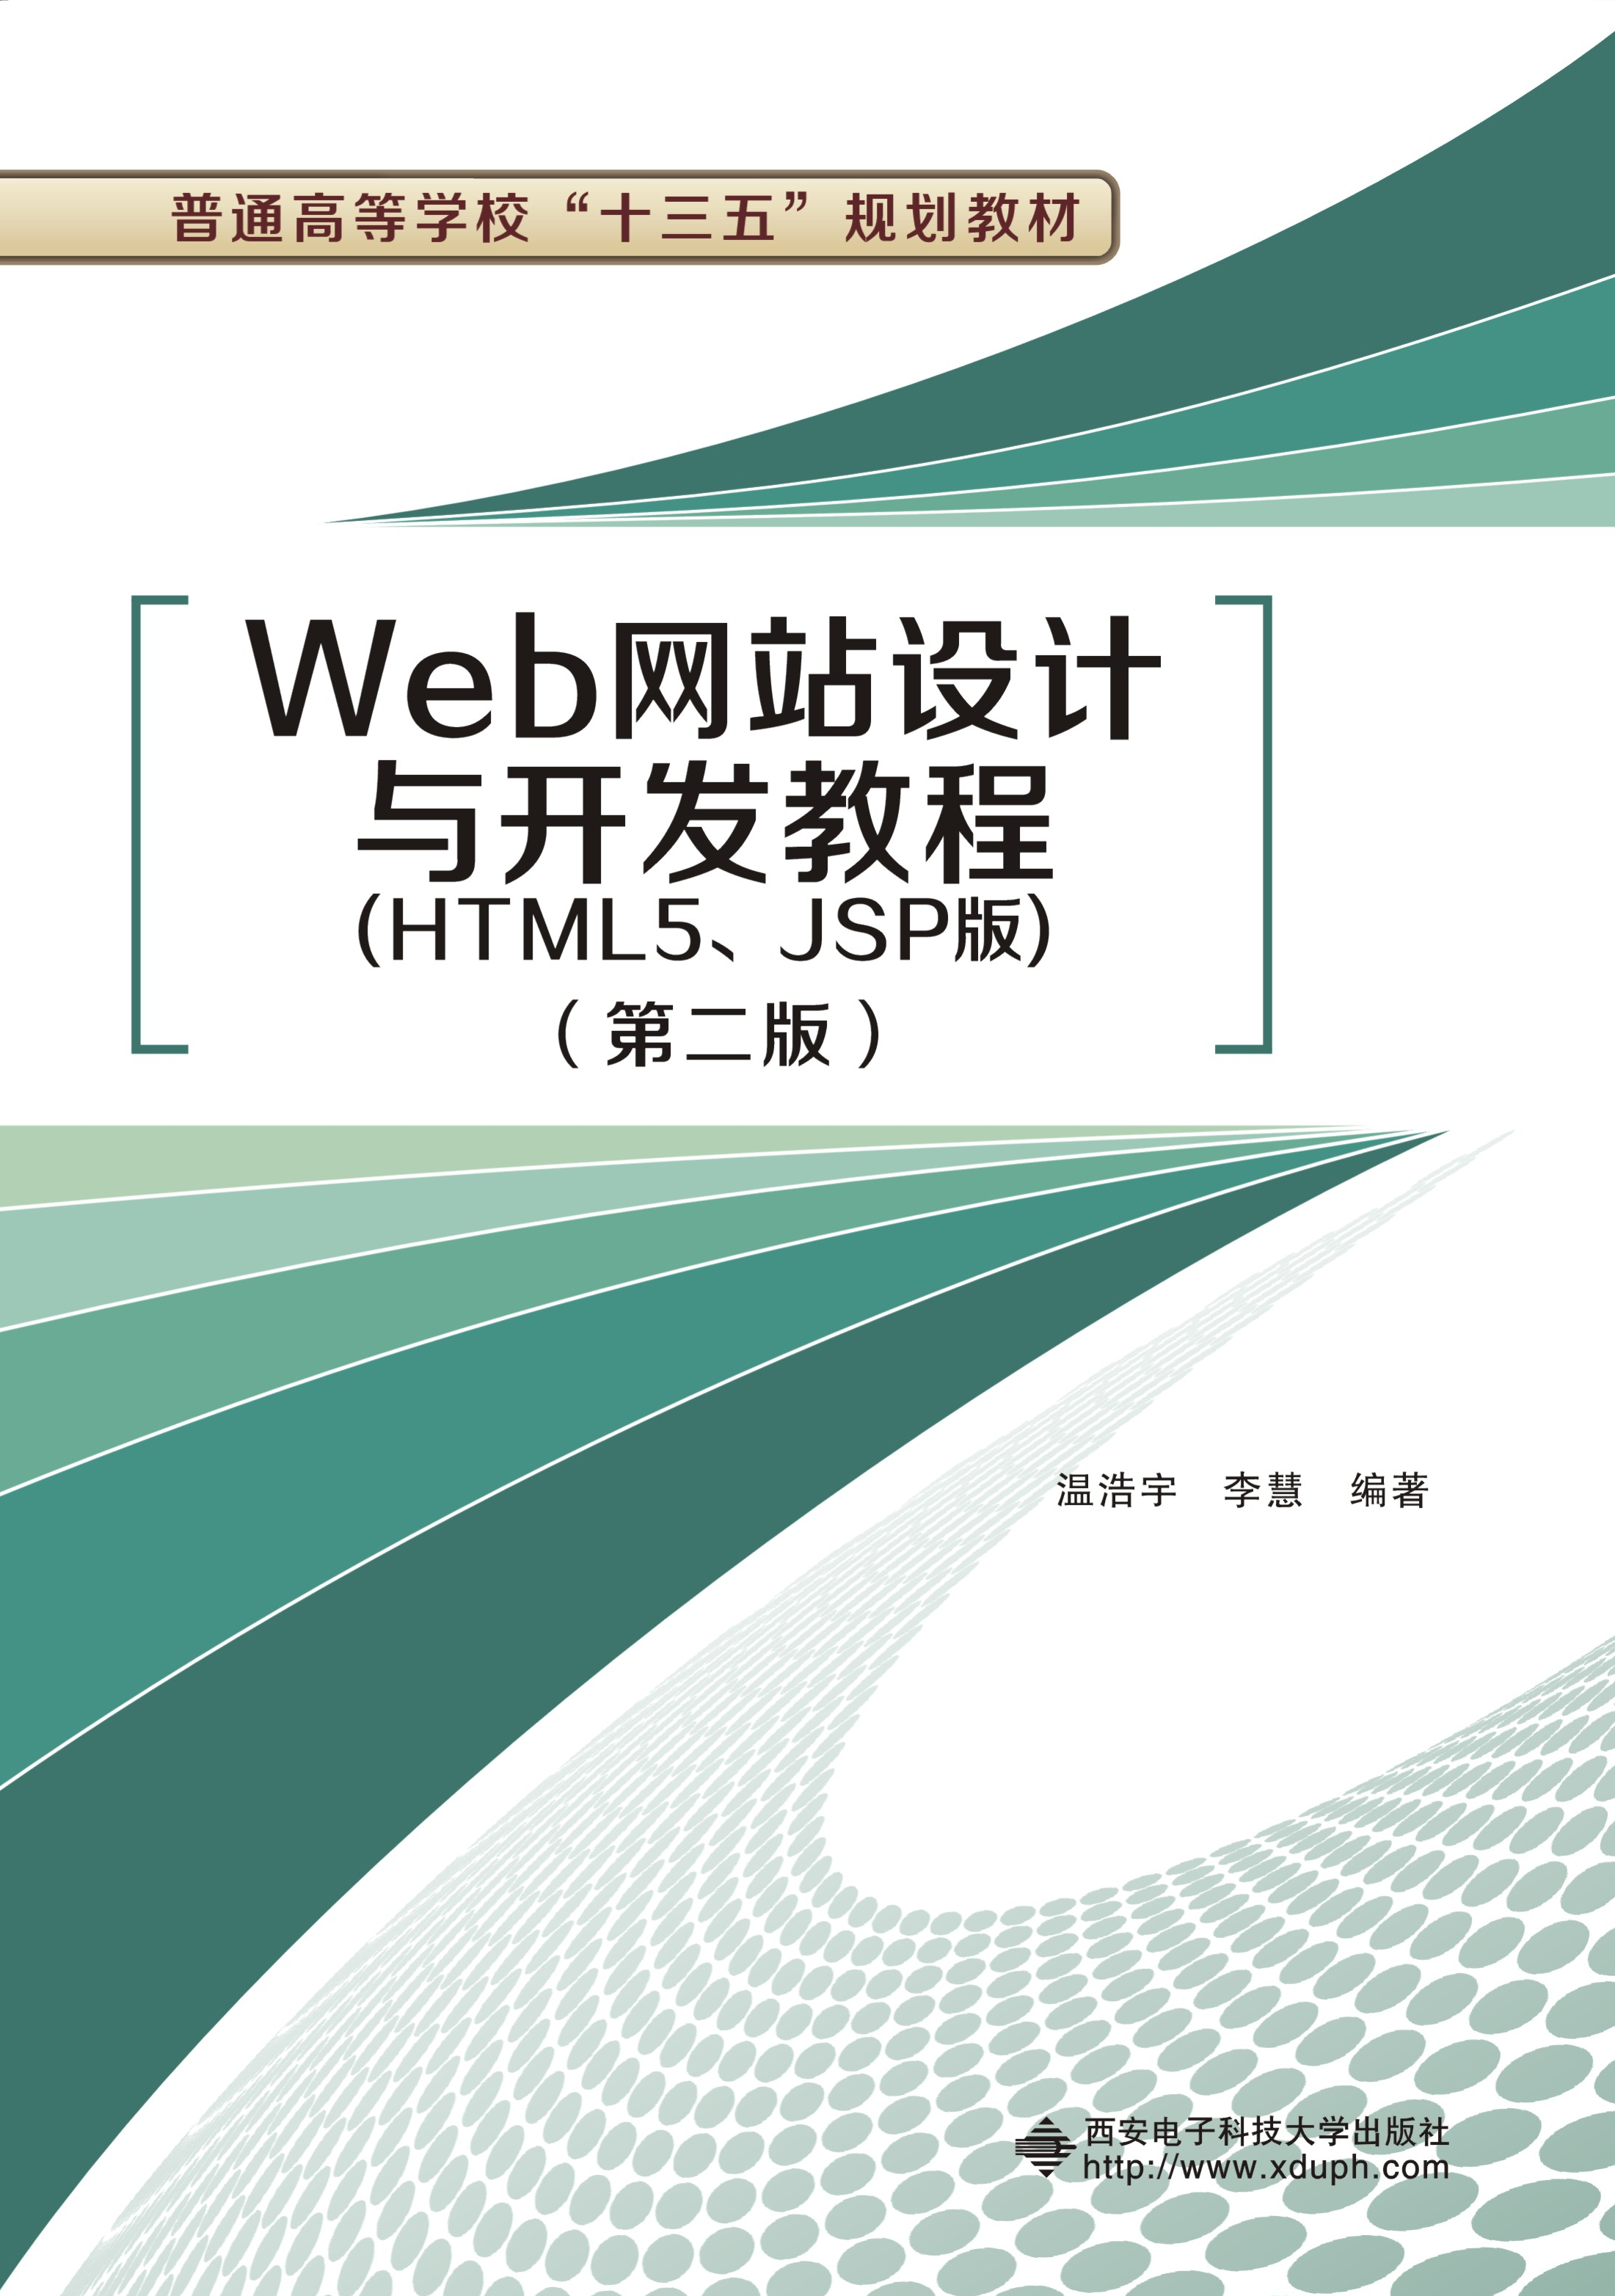 普通高等学校“十三五”规划教材
Web网站设计
与开发教程
(HTML5、JSP版)
（第二版）
温浩宇 李慧 编著
西安电子科技大学出版社
http://www.xduph.com